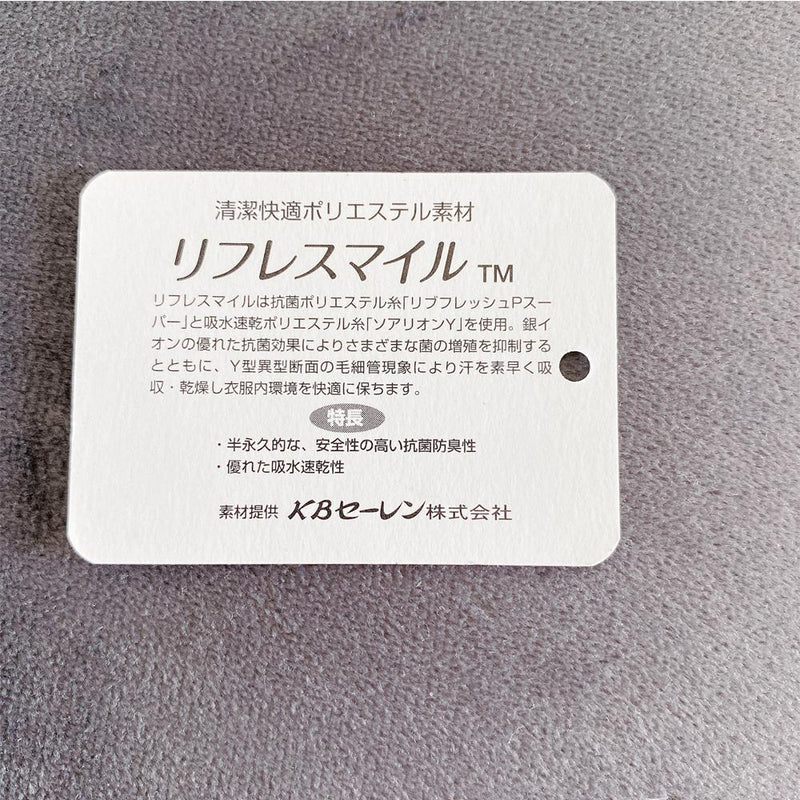 清潔快適ポリエステル素材
リフレスマイル TM
リフレスマイルは抗菌ポリエステル糸「リブフレッシュPスー
パー」と吸水速乾ポリエステル糸「ソアリオンY」を使用。銀イ
オンの優れた抗菌効果によりさまざまな菌の増殖を抑制する
とともに、Y型異型断面の毛細管現象により汗を素早く吸
収・乾燥し衣服内環境を快適に保ちます。
特長
・半永久的な、安全性の高い抗菌防臭性
・優れた吸水速乾性
素材提供 KBセーレン株式会社